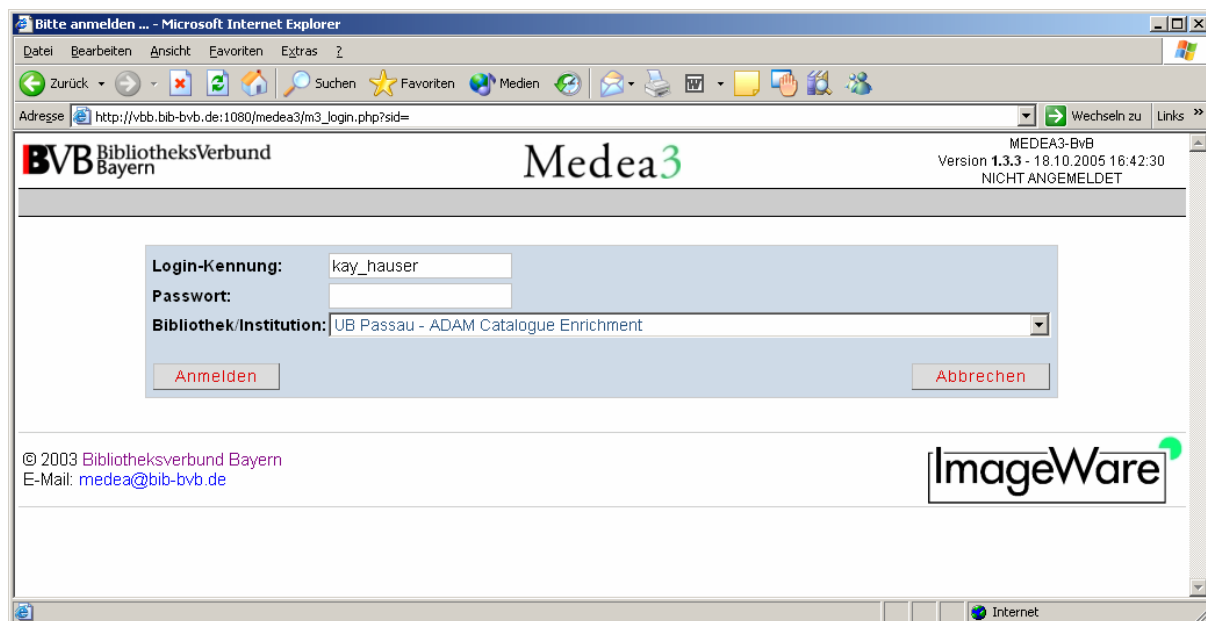 Bitte anmelden ... - Microsoft Internet Explorer
Datei Bearbeiten Ansicht Favoriten Extras ?
Zurück Suchen Favoriten Medien
Adresse http://vbb.bib-bvb.de:1080/medea3/m3_login.php?sid= Wechseln zu Links »
BVB BibliotheksVerbund
Bayern
Medea3
MEDEA3-BvB
Version 1.3.3 - 18.10.2005 16:42:30
NICHT ANGEMELDET
Login-Kennung: kay_hauser
Passwort:
Bibliothek/Institution: UB Passau - ADAM Catalogue Enrichment
Anmelden Abbrechen
© 2003 Bibliotheksverbund Bayern
E-Mail: medea@bib-bvb.de
ImageWare
Internet